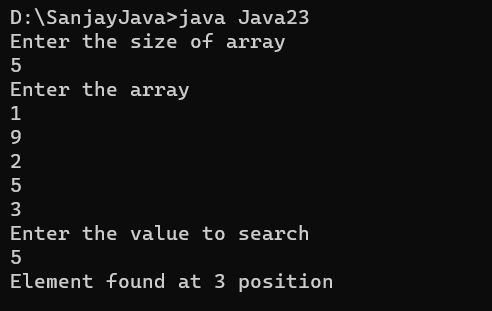 D:\SanjayJava>java Java23
Enter the size of array
5
Enter the array
1
9
2
5
3
Enter the value to search
5
Element found at 3 position